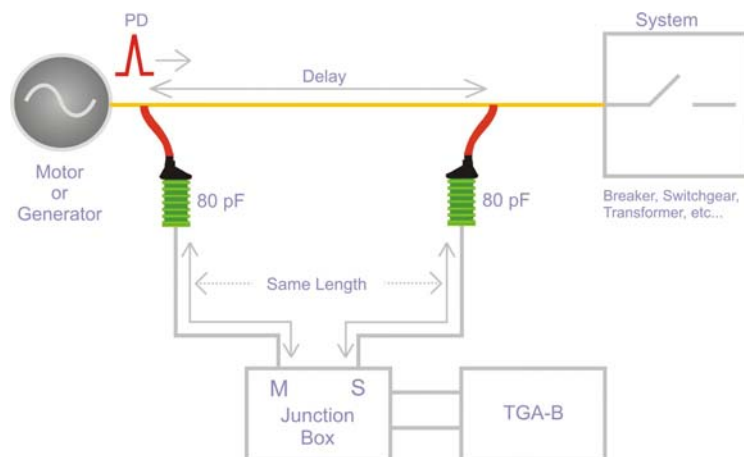 PD
System
Delay
Motor
or
Generator
80 pF
80 pF
Breaker, Switchgear,
Transformer, etc...
Same Length
M S
Junction
Box
TGA-B